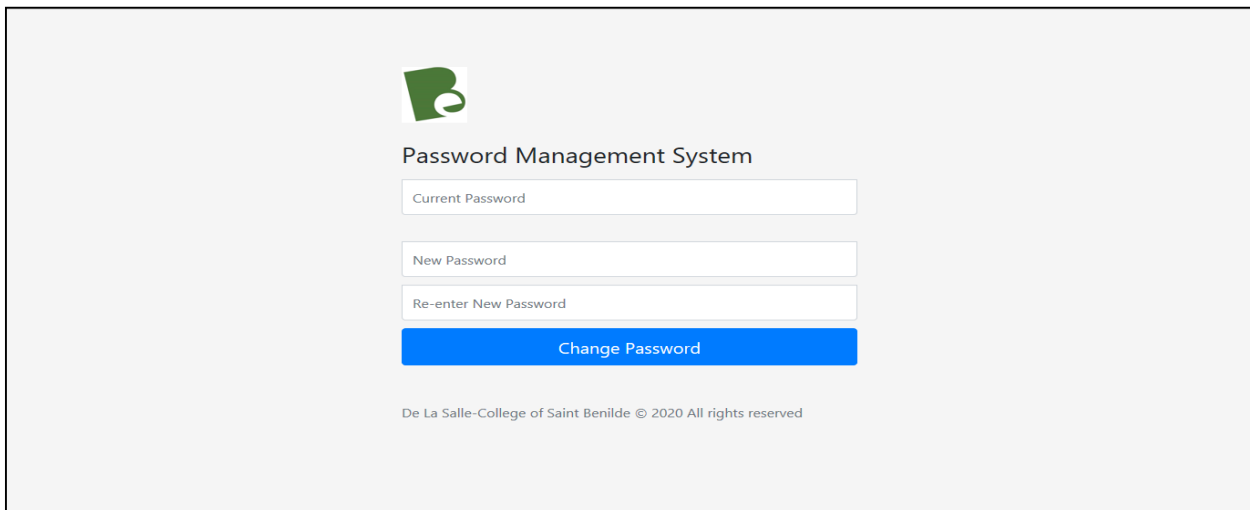 Be
Password Management System
Current Password
New Password
Re-enter New Password
Change Password
De La Salle-College of Saint Benilde © 2020 All rights reserved